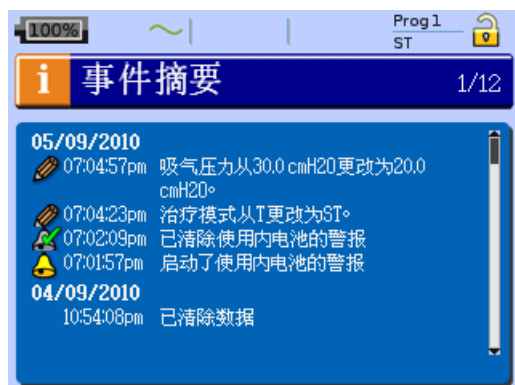 100%
Prog 1
ST
i 事件摘要 1/12
05/09/2010
07:04:57pm 吸气压力从30.0 cmH2O更改为20.0
cmH2O。
07:04:23pm 治疗模式从T更改为ST。
07:02:09pm 已清除使用内电池的警报
07:01:57pm 启动了使用内电池的警报
04/09/2010
10:54:08pm 已清除数据